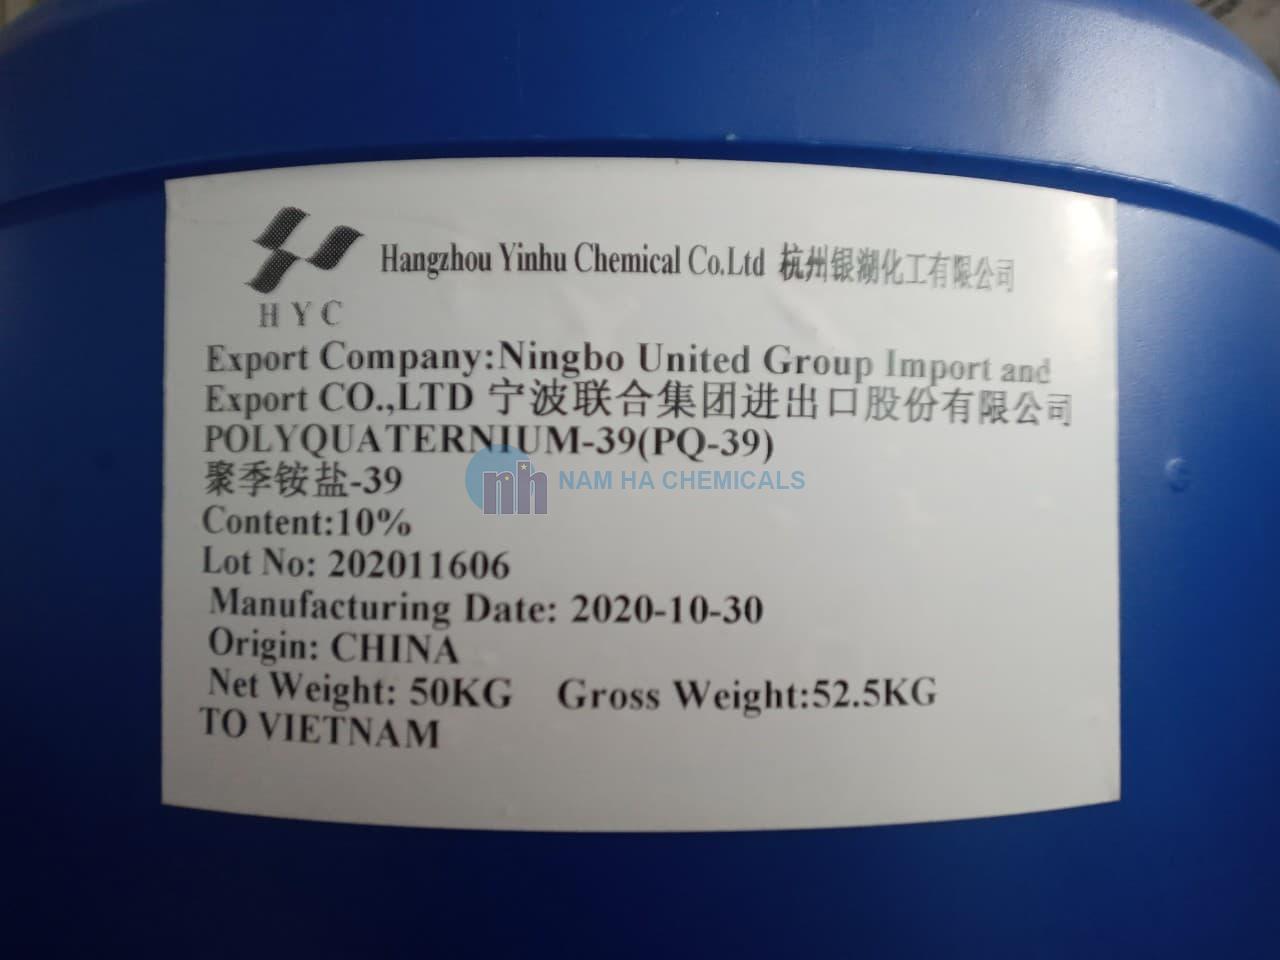 Hangzhou Yinhu Chemical Co.Ltd 杭州银湖化工有限公司
HYC
Export Company:Ningbo United Group Import and
Export CO.,LTD 宁波联合集团进出口股份有限公司
POLYQUATERNIUM-39(PQ-39)
nh NAM HA CHEMICALS
聚季铵盐-39
Content:10%
Lot No: 202011606
Manufacturing Date: 2020-10-30
Origin: CHINA
Net Weight: 50KG Gross Weight:52.5KG
TO VIETNAM